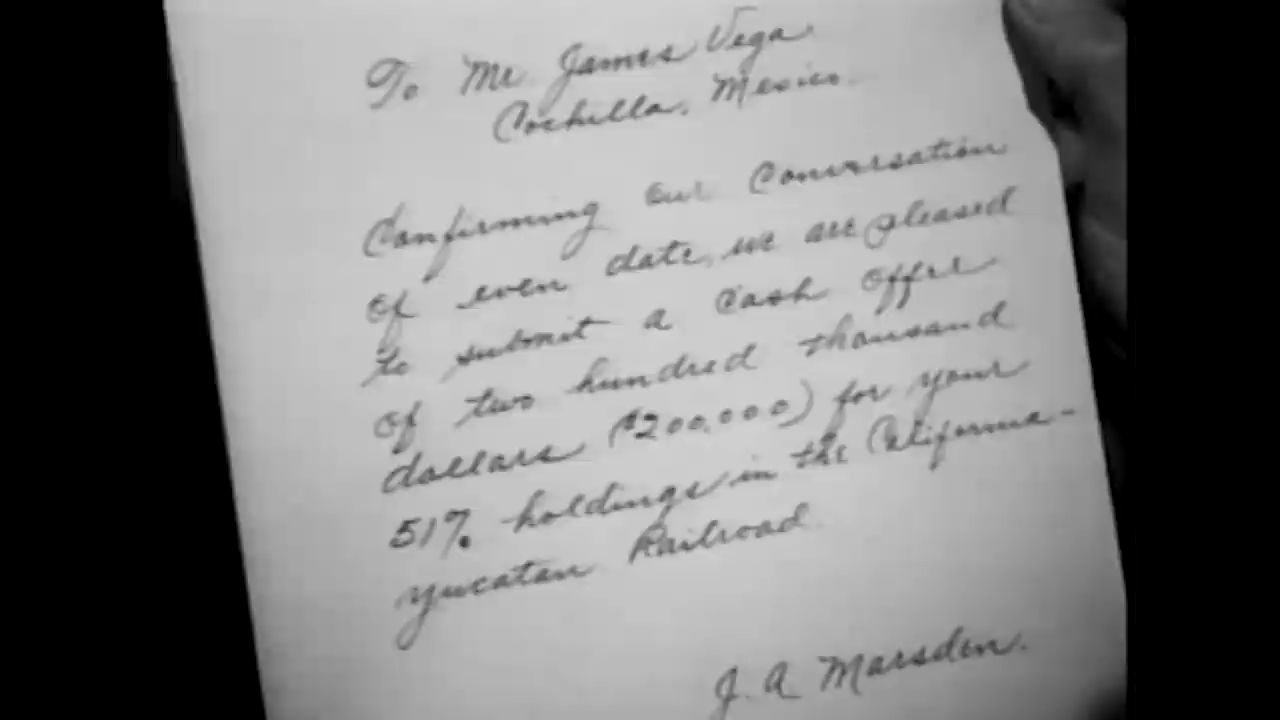 To Mr. James Vega
Cochilla, Mexico.
Confirming our conversation
of even date, we are pleased
to submit a cash offer
of two hundred thousand
dollars ($200,000) for your
51% holdings in the California-
Yucatan Railroad.
J. A. Marsden.